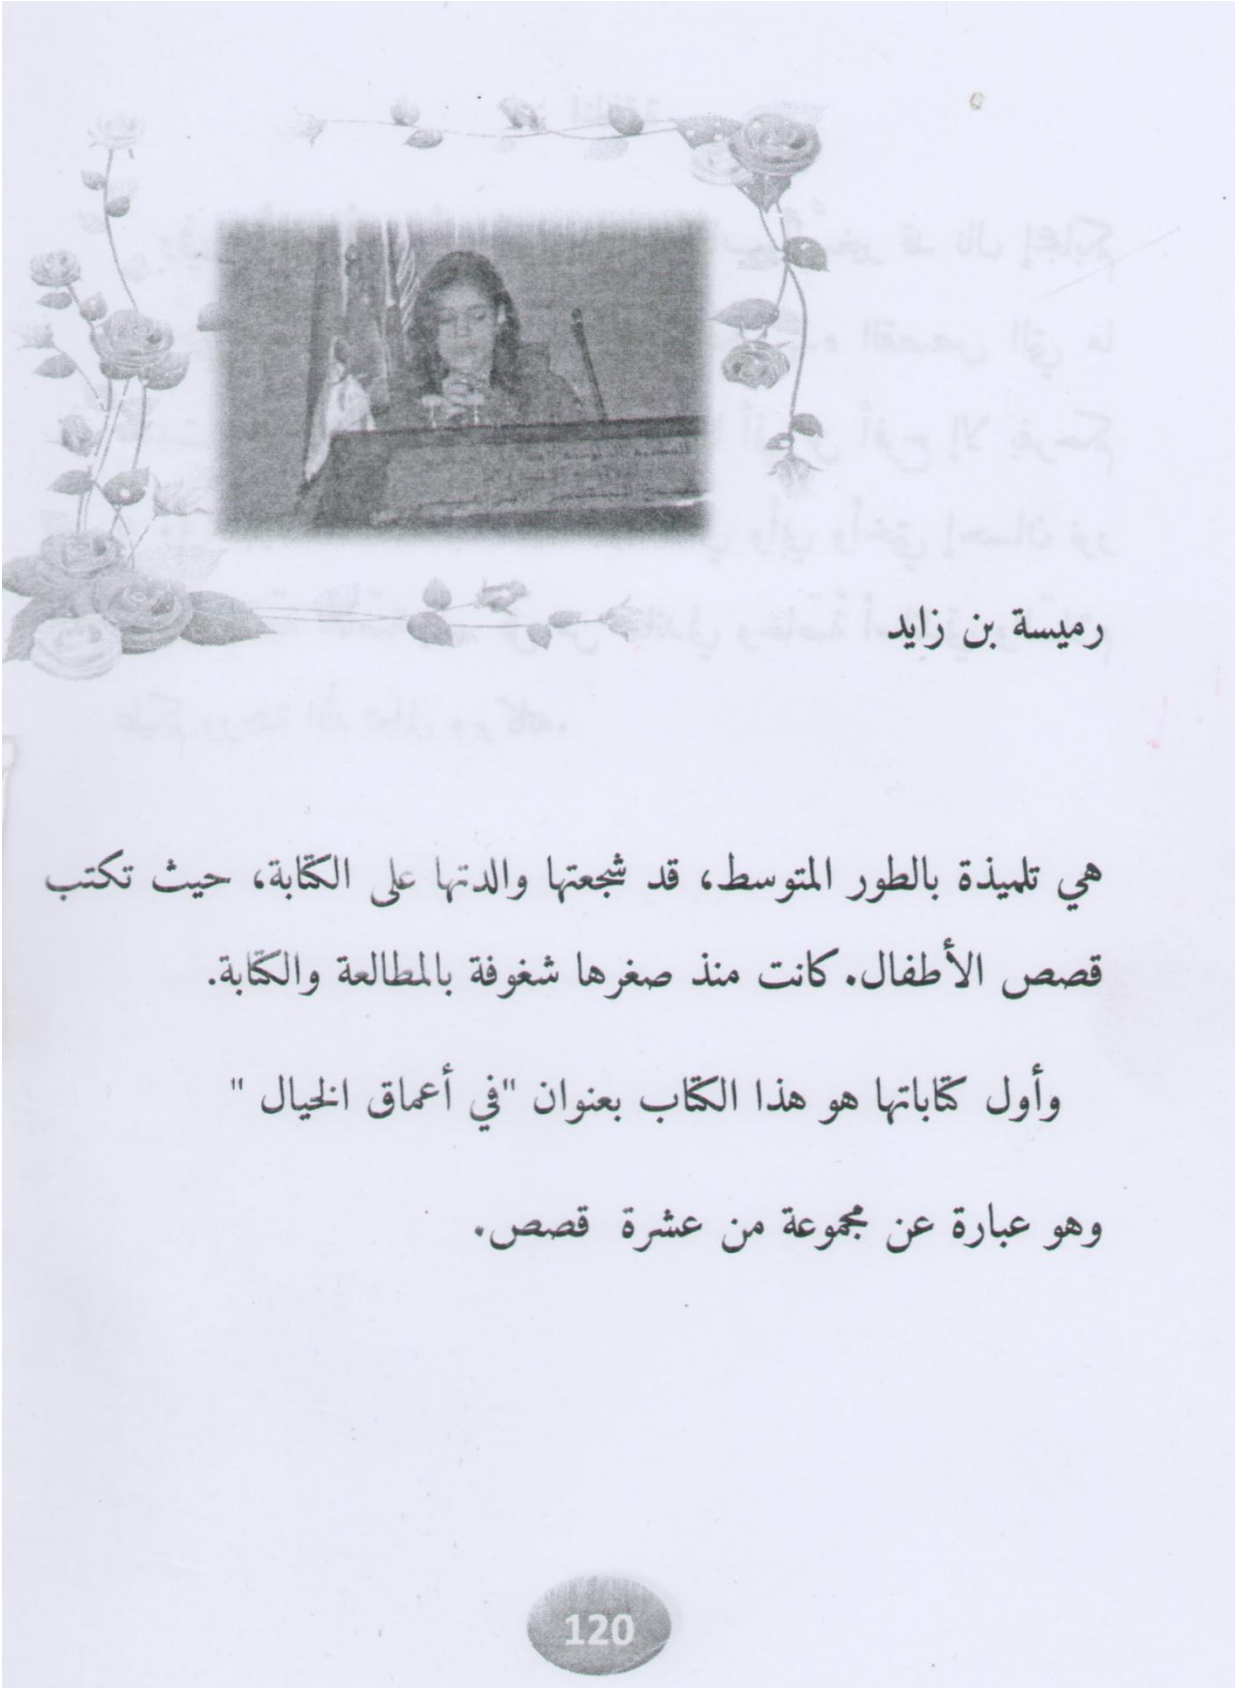 رميسة بن زايد
هي تلميذة بالطور المتوسط، قد شجعتها والدتها على الكتابة، حيث تكتب
قصص الأطفال. كانت منذ صغرها شغوفة بالمطالعة والكتابة.
وأول كتاباتها هو هذا الكتاب بعنوان "في أعماق الخيال "
وهو عبارة عن مجموعة من عشرة قصص.
120